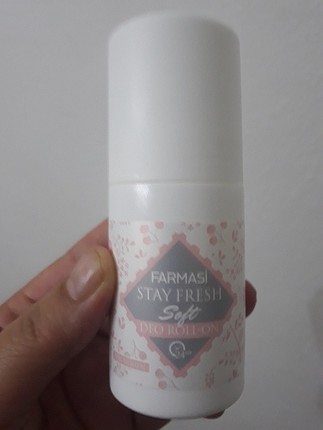 FARMASi
STAY FRESH
Soft
DEO ROLL-ON